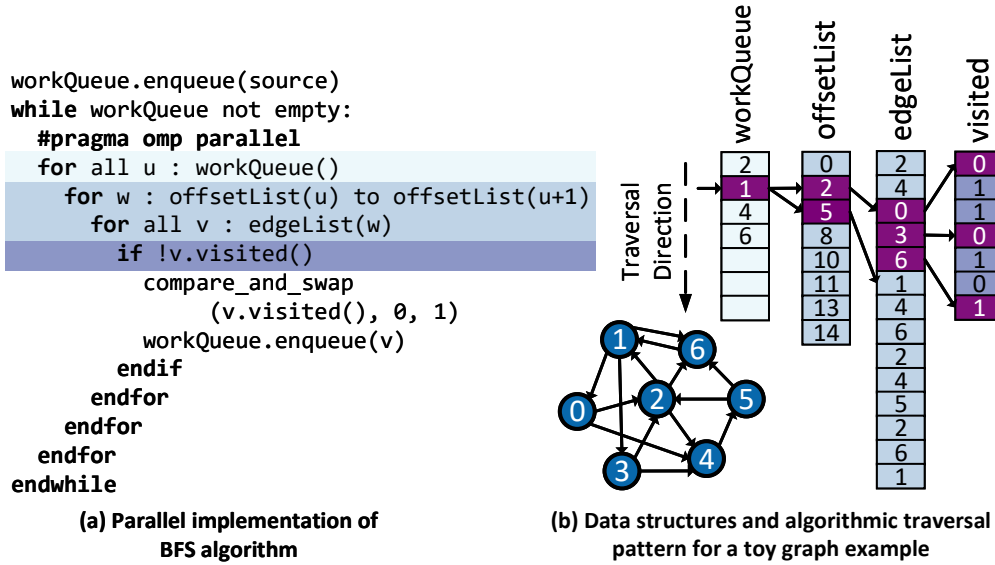 workQueue.enqueue(source)
while workQueue not empty:
#pragma omp parallel
for all u : workQueue()
for w : offsetList(u) to offsetList(u+1)
for all v : edgeList(w)
if !v.visited()
compare_and_swap
(v.visited(), 0, 1)
workQueue.enqueue(v)
endif
endfor
endfor
endfor
endwhile
(a) Parallel implementation of
BFS algorithm
workQueue
2
1
4
6
offsetList
0
2
5
8
10
11
13
14
edgeList
2
4
0
3
6
1
4
6
2
4
5
2
6
1
visited
0
1
1
0
1
0
1
Traversal
Direction
1
6
2
5
0
4
3
(b) Data structures and algorithmic traversal
pattern for a toy graph example